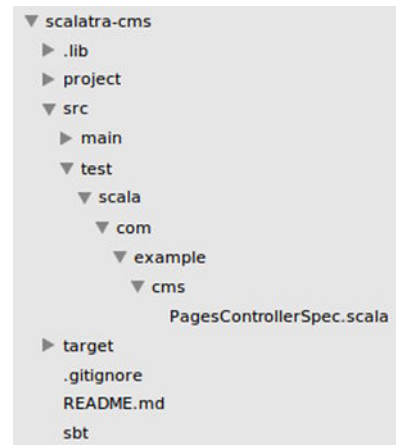 scalatra-cms
.lib
project
src
main
test
scala
com
example
cms
PagesControllerSpec.scala
target
.gitignore
README.md
sbt